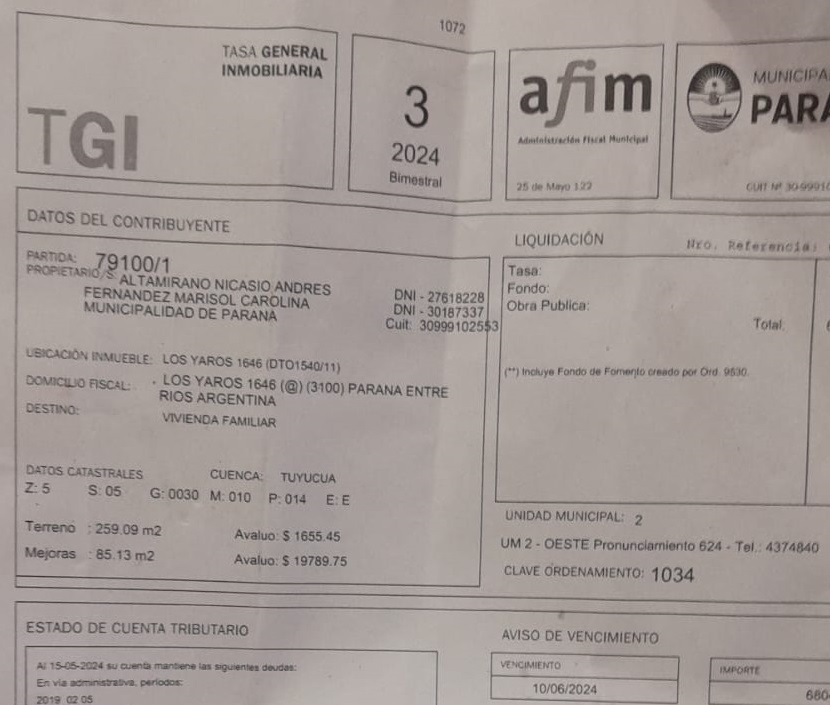 1072
TASA GENERAL
INMOBILIARIA
TGI
3
2024
Bimestral
afim
Administración Fiscal Municipal
25 de Mayo 122
MUNICIPA
PARA
CUIT Nº 30-99910
DATOS DEL CONTRIBUYENTE
PARTIDA: 79100/1
PROPIETARIO/S: ALTAMIRANO NICASIO ANDRES DNI - 27618228
FERNANDEZ MARISOL CAROLINA DNI - 30187337
MUNICIPALIDAD DE PARANA Cuit: 30999102553
UBICACIÓN INMUEBLE: LOS YAROS 1646 (DTO1540/11)
DOMICILIO FISCAL: LOS YAROS 1646 (@) (3100) PARANA ENTRE
RIOS ARGENTINA
DESTINO: VIVIENDA FAMILIAR
DATOS CATASTRALES CUENCA: TUYUCUA
Z: 5 S: 05 G: 0030 M: 010 P: 014 E: E
Terreno : 259.09 m2 Avaluo: $ 1655.45
Mejoras : 85.13 m2 Avaluo: $ 19789.75
LIQUIDACIÓN Nro. Referencia:
Tasa:
Fondo:
Obra Publica:
Total:
(**) Incluye Fondo de Fomento creado por Ord. 9530.
UNIDAD MUNICIPAL: 2
UM 2 - OESTE Pronunciamiento 624 - Tel.: 4374840
CLAVE ORDENAMIENTO: 1034
ESTADO DE CUENTA TRIBUTARIO
Al 15-05-2024 su cuenta mantiene las siguientes deudas:
En vía administrativa, períodos:
2019 02 05
AVISO DE VENCIMIENTO
VENCIMIENTO IMPORTE
10/06/2024 680